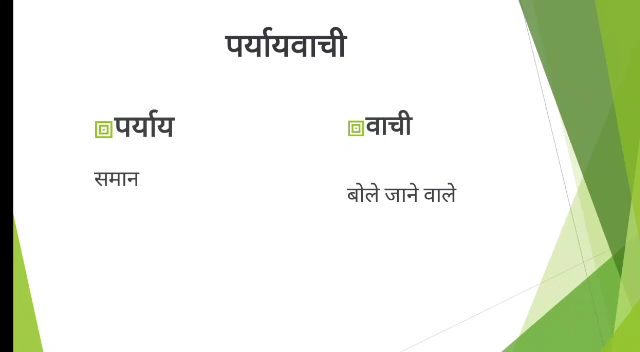 पर्यायवाची
पर्याय
समान
वाची
बोले जाने वाले